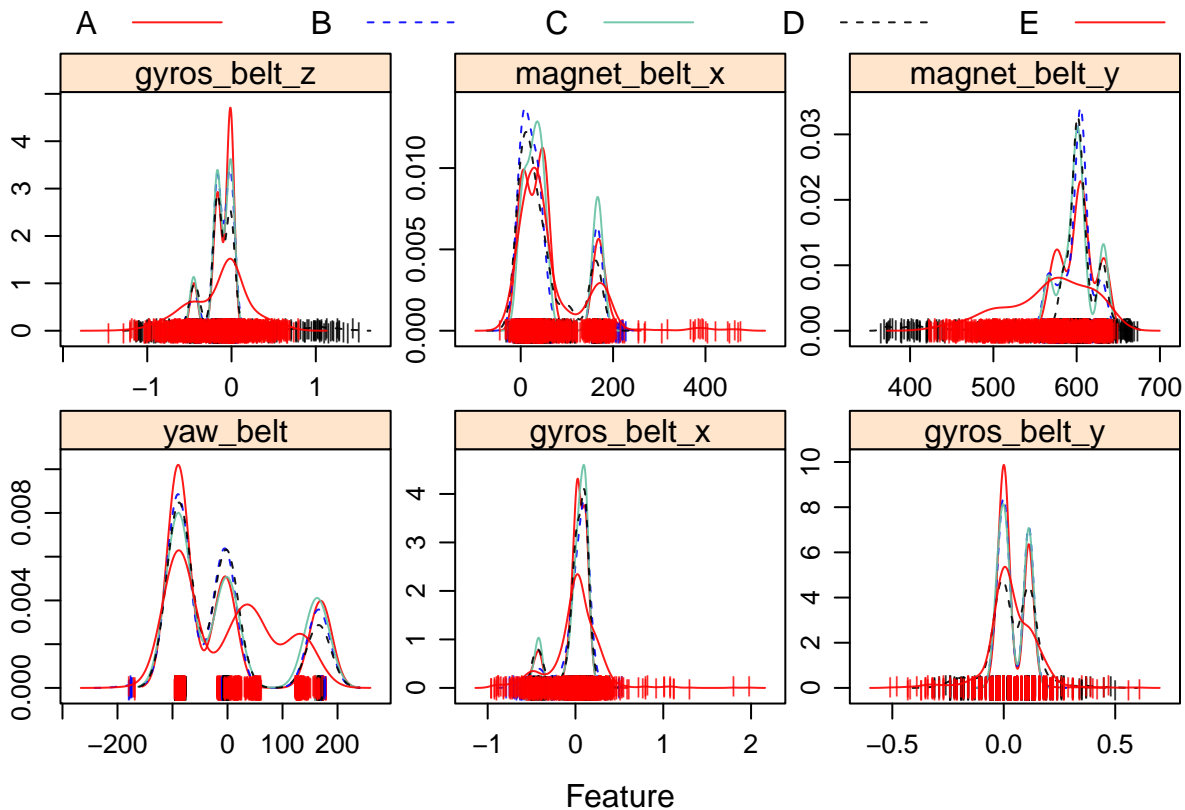 A B C D E
gyros_belt_z magnet_belt_x magnet_belt_y
0 1 2 3 4
0.000 0.005 0.010
0.00 0.01 0.02 0.03
−1 0 1
0 200 400
400 500 600 700
yaw_belt gyros_belt_x gyros_belt_y
0.000 0.004 0.008
0 1 2 3 4
0 2 4 6 8 10
−200 0 100 200
−1 0 1 2
−0.5 0.0 0.5
Feature